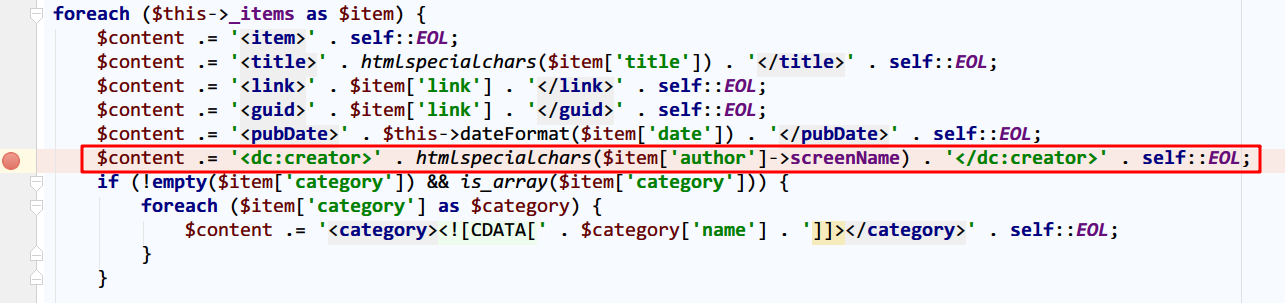 foreach ($this->_items as $item) {
    $content .= '<item>' . self::EOL;
    $content .= '<title>' . htmlspecialchars($item['title']) . '</title>' . self::EOL;
    $content .= '<link>' . $item['link'] . '</link>' . self::EOL;
    $content .= '<guid>' . $item['link'] . '</guid>' . self::EOL;
    $content .= '<pubDate>' . $this->dateFormat($item['date']) . '</pubDate>' . self::EOL;
    $content .= '<dc:creator>' . htmlspecialchars($item['author']->screenName) . '</dc:creator>' . self::EOL;
    if (!empty($item['category']) && is_array($item['category'])) {
        foreach ($item['category'] as $category) {
            $content .= '<category><![CDATA[' . $category['name'] . ']]></category>' . self::EOL;
        }
    }